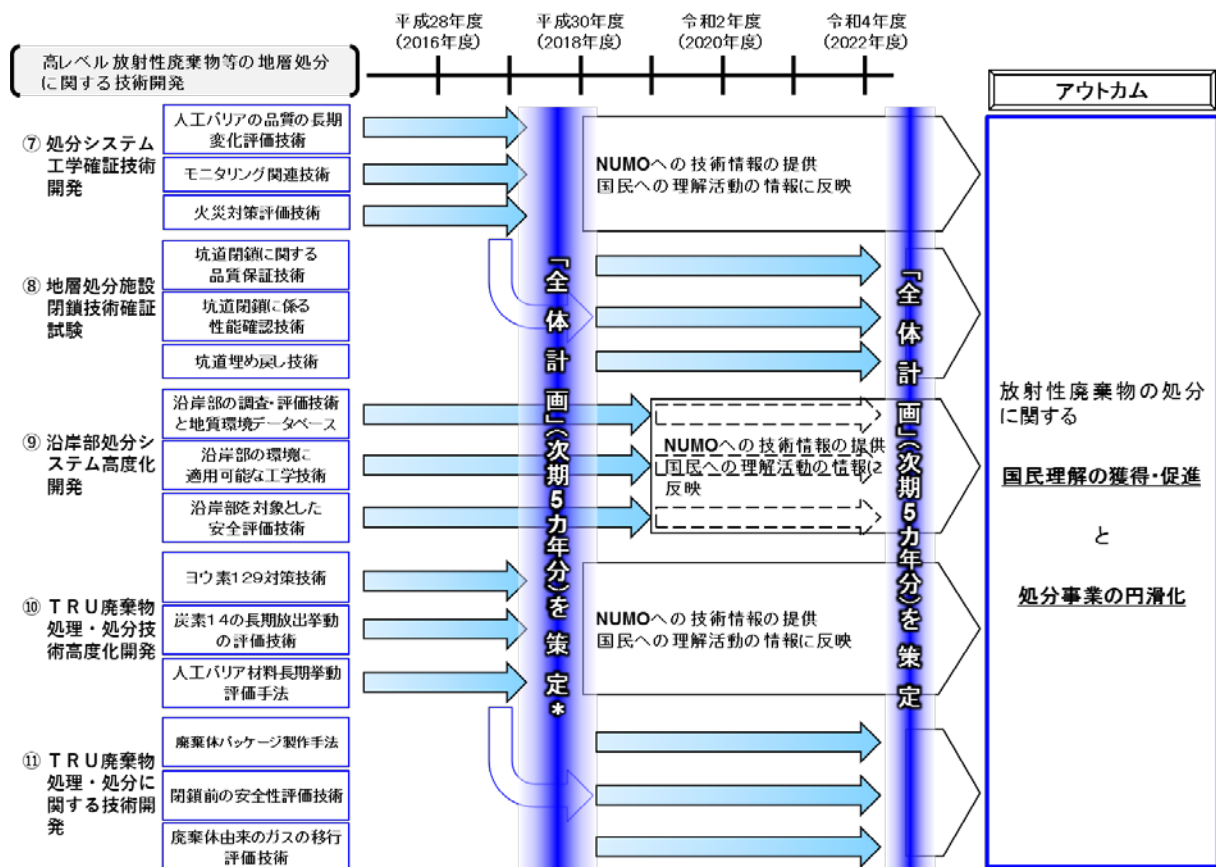 平成28年度
(2016年度)
平成30年度
(2018年度)
令和2年度
(2020年度)
令和4年度
(2022年度)
高レベル放射性廃棄物等の地層処分
に関する技術開発
アウトカム
⑦ 処分システム
工学確証技術
開発
人工バリアの品質の長期
変化評価技術
モニタリング関連技術
火災対策評価技術
NUMOへの技術情報の提供
国民への理解活動の情報に反映
⑧ 地層処分施設
閉鎖技術確証
試験
坑道閉鎖に関する
品質保証技術
坑道閉鎖に係る
性能確認技術
坑道埋め戻し技術
⑨ 沿岸部処分シ
ステム高度化
開発
沿岸部の調査・評価技術
と地質環境データベース
沿岸部の環境に
適用可能な工学技術
沿岸部を対象とした
安全評価技術
NUMOへの技術情報の提供
国民への理解活動の情報に
反映
⑩ TRU廃棄物
処理・処分技
術高度化開発
ヨウ素129対策技術
炭素14の長期放出挙動
の評価技術
人工バリア材料長期挙動
評価手法
NUMOへの技術情報の提供
国民への理解活動の情報に反映
⑪ TRU廃棄物
処理・処分に
関する技術開
発
廃棄体パッケージ製作手法
閉鎖前の安全性評価技術
廃棄体由来のガスの移行
評価技術
「全体計画」(次期5カ年分)を策定*
「全体計画」(次期5カ年分)を策定
放射性廃棄物の処分
に関する
国民理解の獲得・促進
と
処分事業の円滑化